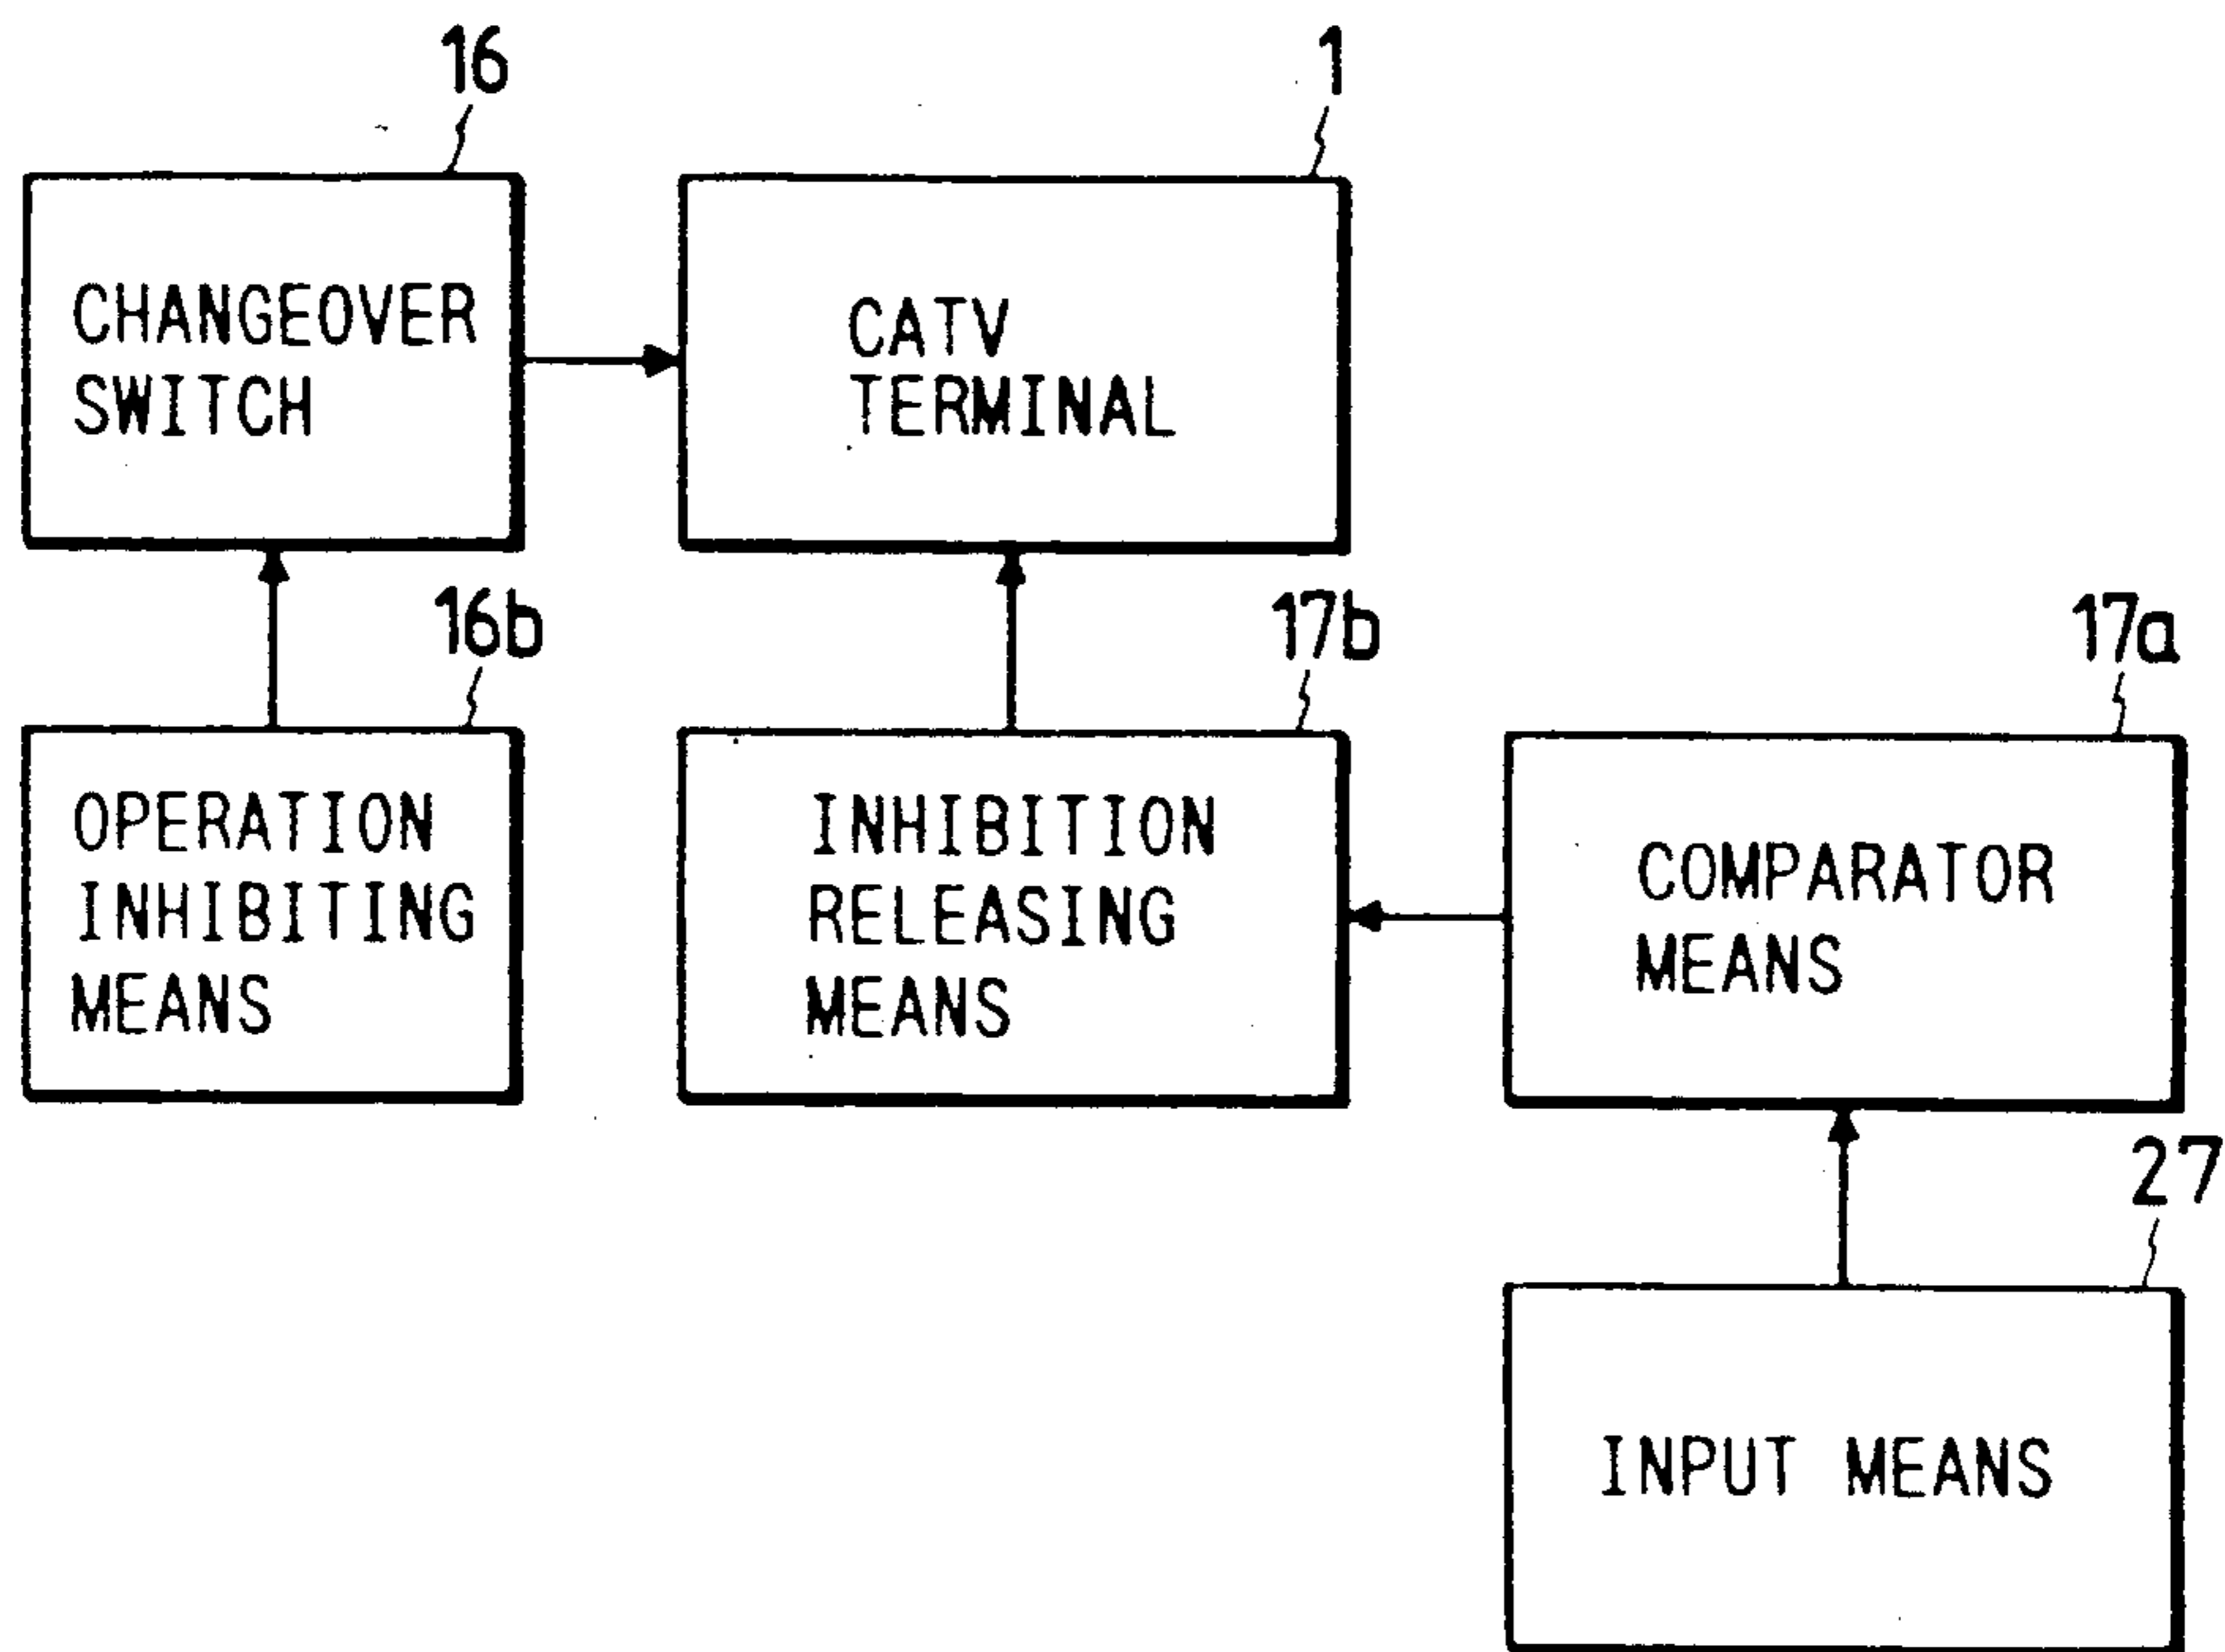 16
1
CHANGEOVER
SWITCH
CATV
TERMINAL
16b
17b
17a
OPERATION
INHIBITING
MEANS
INHIBITION
RELEASING
MEANS
COMPARATOR
MEANS
27
INPUT MEANS